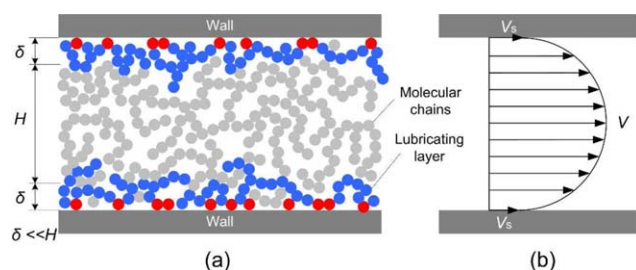 Wall
δ
H
δ
δ <<H
Molecular
chains
Lubricating
layer
Wall
(a)
Vs
V
Vs
(b)